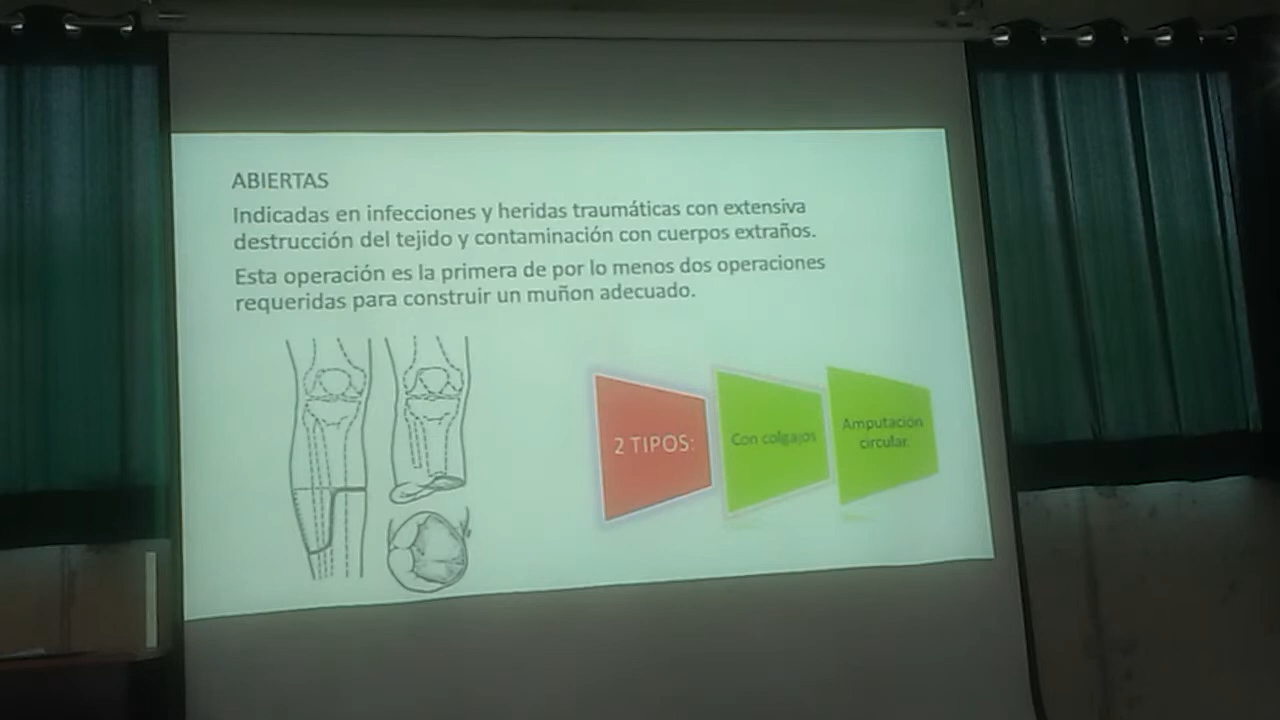 ABIERTAS
Indicadas en infecciones y heridas traumáticas con extensiva
destrucción del tejido y contaminación con cuerpos extraños.
Esta operación es la primera de por lo menos dos operaciones
requeridas para construir un muñon adecuado.
2 TIPOS:
Con colgajos
Amputación
circular.